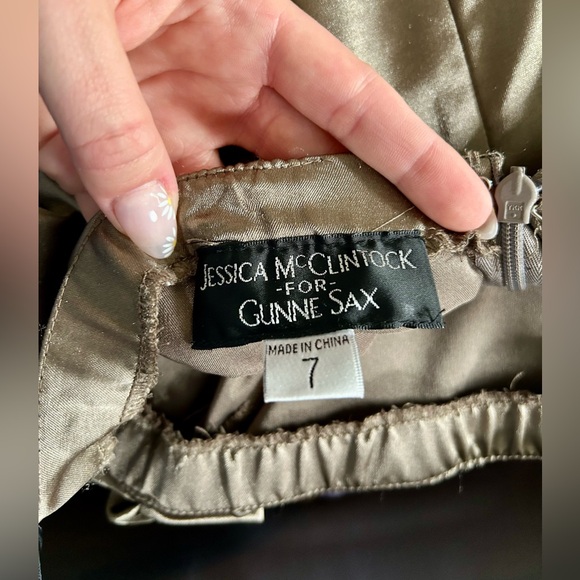 JESSICA McCLINTOCK
-FOR-
GUNNE SAX
MADE IN CHINA
7